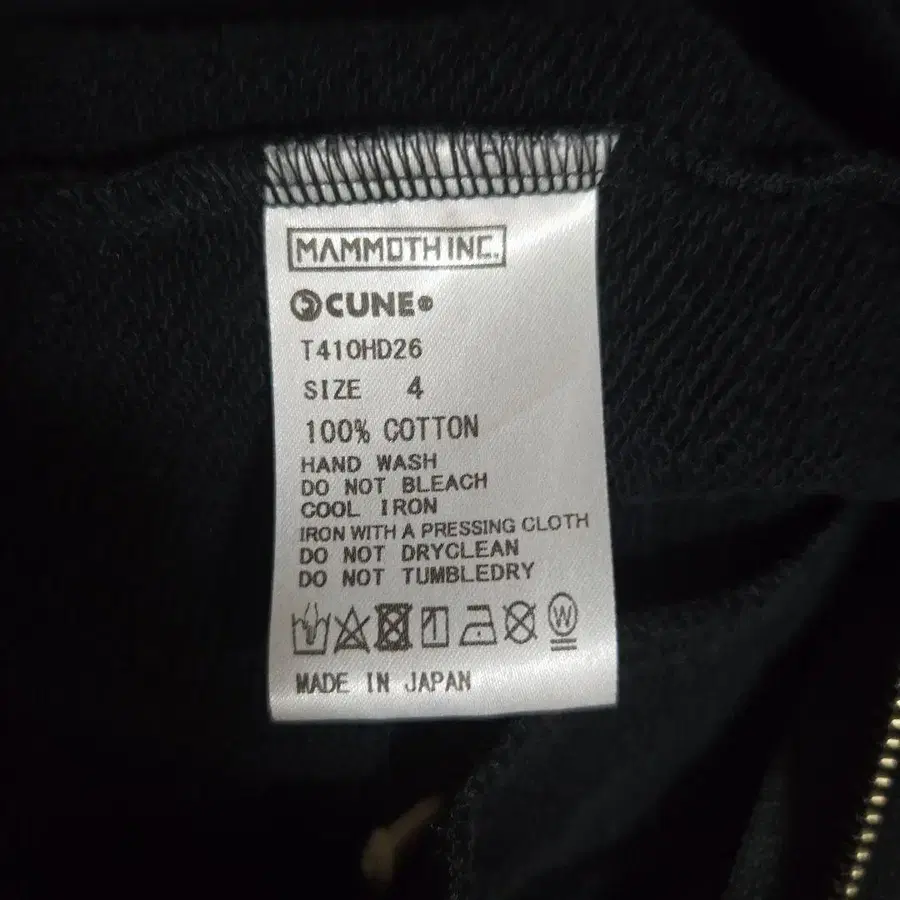 MAMMOTH INC.
CUNE®
T410HD26
SIZE 4
100% COTTON
HAND WASH
DO NOT BLEACH
COOL IRON
IRON WITH A PRESSING CLOTH
DO NOT DRYCLEAN
DO NOT TUMBLEDRY
W
MADE IN JAPAN